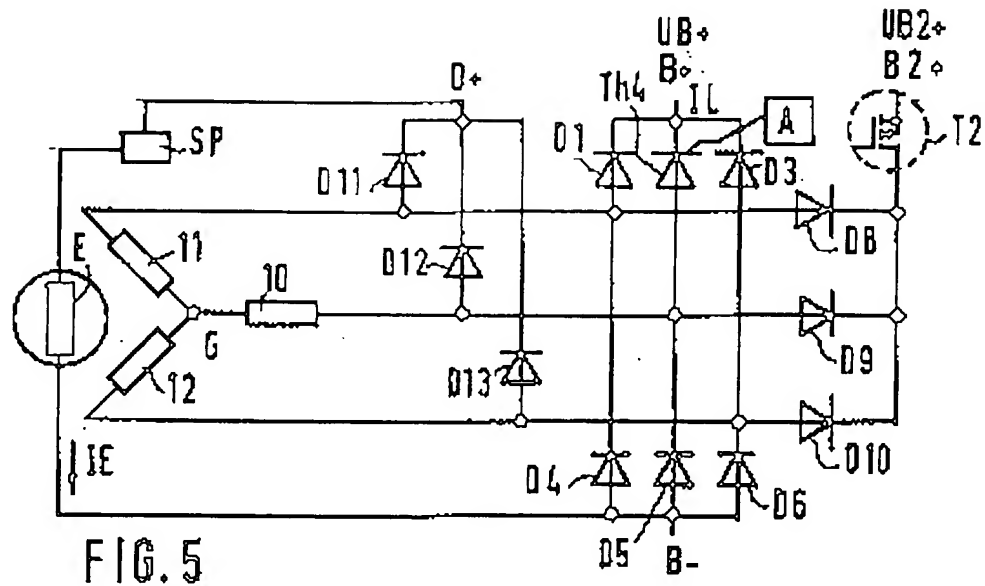 UB+ UB2+
D+ B+ B2+
Th4 IL A
SP D1 D3 T2
D11
11 D8
E 10 D12
G D9
12 D13
D10
IE D4 D6
D5 B-
FIG. 5